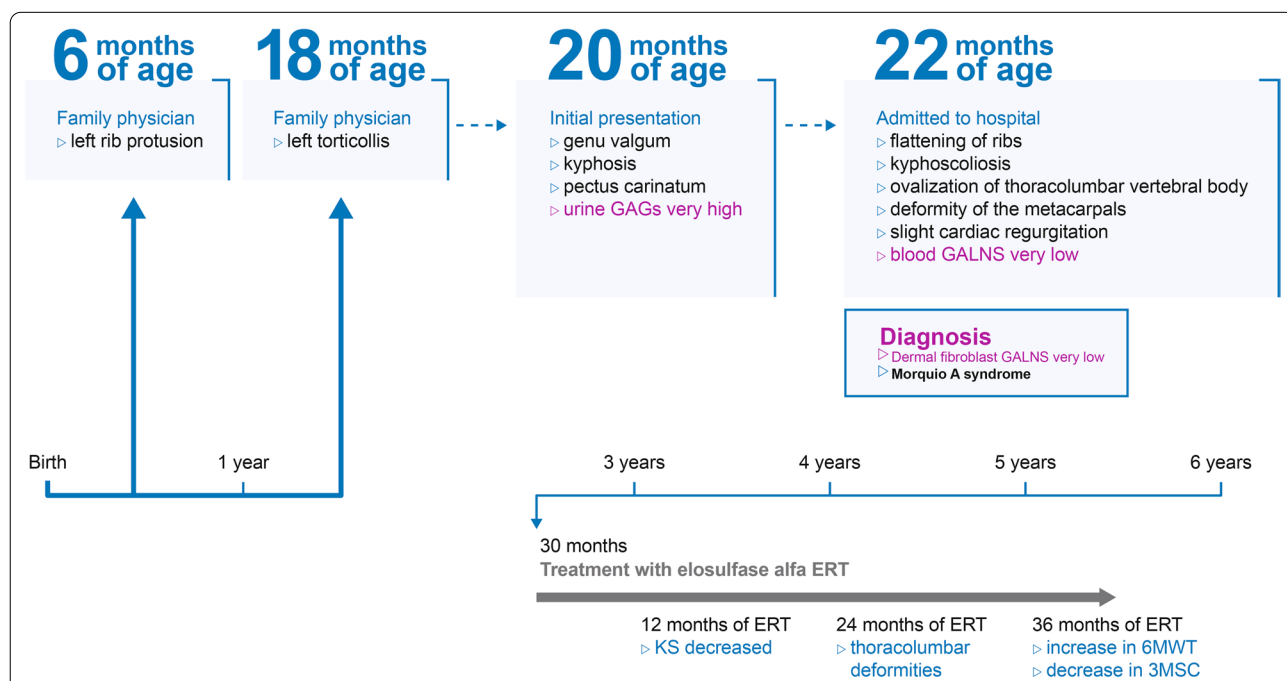 6 months of age
Family physician
▷ left rib protusion
18 months of age
Family physician
▷ left torticollis
20 months of age
Initial presentation
▷ genu valgum
▷ kyphosis
▷ pectus carinatum
▷ urine GAGs very high
22 months of age
Admitted to hospital
▷ flattening of ribs
▷ kyphoscoliosis
▷ ovalization of thoracolumbar vertebral body
▷ deformity of the metacarpals
▷ slight cardiac regurgitation
▷ blood GALNS very low
Diagnosis
▷ Dermal fibroblast GALNS very low
▷ Morquio A syndrome
Birth
1 year
3 years
4 years
5 years
6 years
30 months
Treatment with elosulfase alfa ERT
12 months of ERT
▷ KS decreased
24 months of ERT
▷ thoracolumbar
deformities
36 months of ERT
▷ increase in 6MWT
▷ decrease in 3MSC